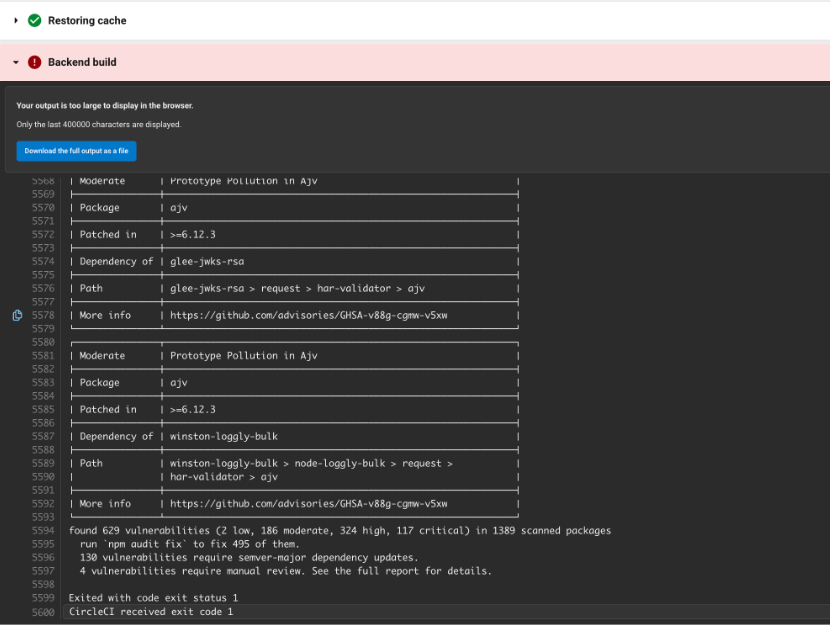 Restoring cache
Backend build
Your output is too large to display in the browser.
Only the last 400000 characters are displayed.
Download the full output as a file
5568 | Moderate | Prototype Pollution in Ajv |
5569
5570 | Package | ajv |
5571
5572 | Patched in | >=6.12.3 |
5573
5574 | Dependency of | glee-jwks-rsa |
5575
5576 | Path | glee-jwks-rsa > request > har-validator > ajv |
5577
5578 | More info | https://github.com/advisories/GHSA-v88g-cgmw-v5xw |
5579
5580
5581 | Moderate | Prototype Pollution in Ajv |
5582
5583 | Package | ajv |
5584
5585 | Patched in | >=6.12.3 |
5586
5587 | Dependency of | winston-loggly-bulk |
5588
5589 | Path | winston-loggly-bulk > node-loggly-bulk > request > |
5590 | | har-validator > ajv |
5591
5592 | More info | https://github.com/advisories/GHSA-v88g-cgmw-v5xw |
5593
5594 found 629 vulnerabilities (2 low, 186 moderate, 324 high, 117 critical) in 1389 scanned packages
5595 run `npm audit fix` to fix 495 of them.
5596 130 vulnerabilities require semver-major dependency updates.
5597 4 vulnerabilities require manual review. See the full report for details.
5598
5599 Exited with code exit status 1
5600 CircleCI received exit code 1